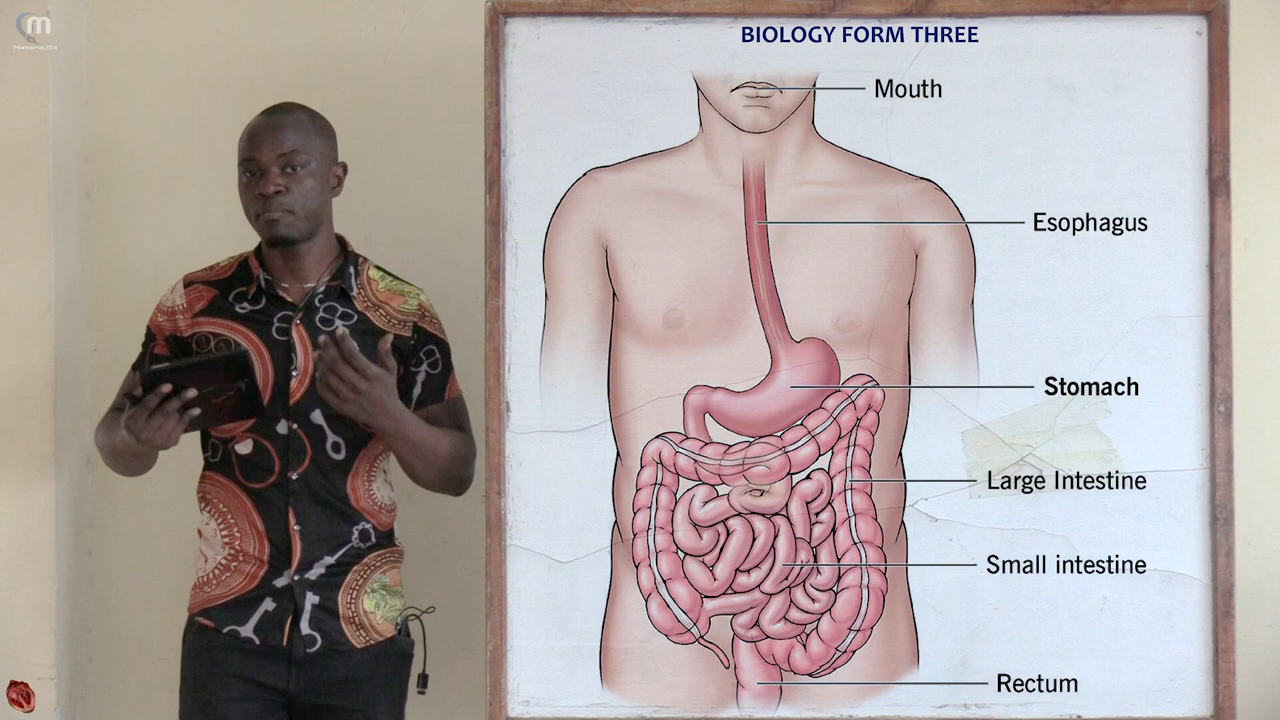 BIOLOGY FORM THREE
Mouth
Esophagus
Stomach
Large Intestine
Small intestine
Rectum